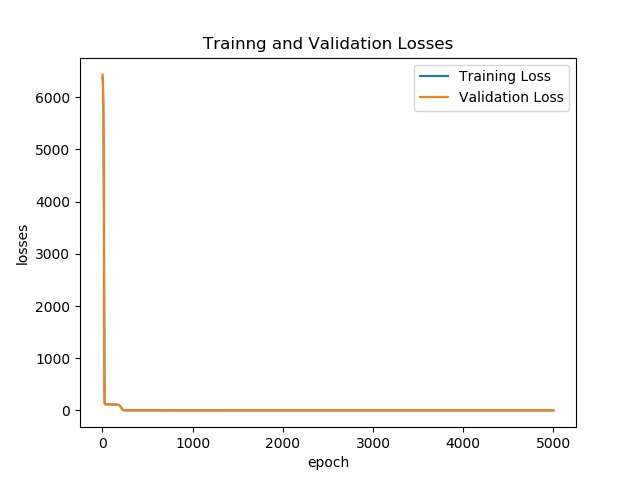 Trainng and Validation Losses
Training Loss
Validation Loss
6000
5000
4000
3000
2000
1000
0
losses
0 1000 2000 3000 4000 5000
epoch